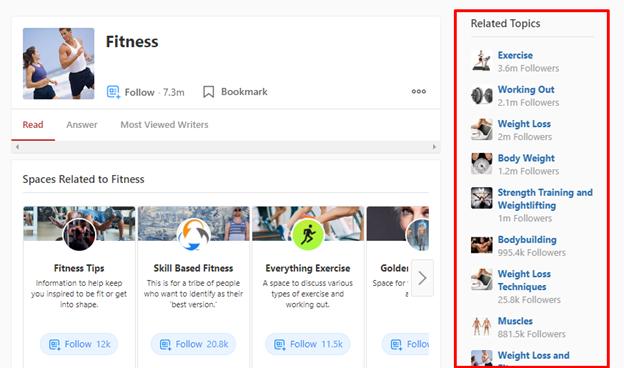 Fitness
Follow · 7.3m
Bookmark
Read
Answer
Most Viewed Writers
Spaces Related to Fitness
Fitness Tips
Information to help keep
you inspired to be fit or get
into shape.
Follow 12k
Skill Based Fitness
This is for a tribe of people
who want to identify as their
'best version.'
Follow 20.8k
Everything Exercise
A space to discuss various
types of exercise and
working out.
Follow 11.5k
Golde
Space for
a
Follow
Related Topics
Exercise
3.6m Followers
Working Out
2.1m Followers
Weight Loss
2m Followers
Body Weight
1.2m Followers
Strength Training and
Weightlifting
1m Followers
Bodybuilding
995.4k Followers
Weight Loss
Techniques
25.8k Followers
Muscles
881.5k Followers
Weight Loss and